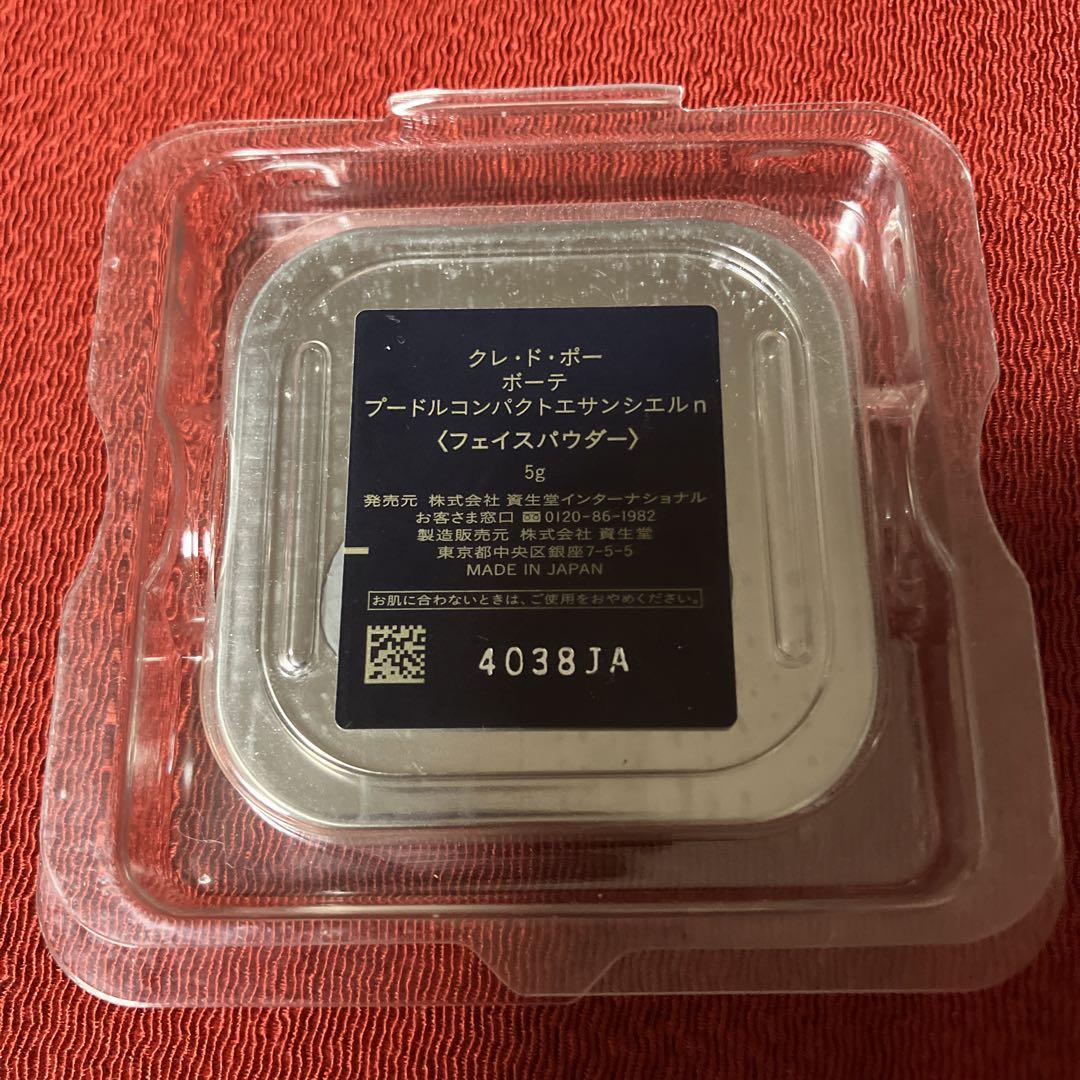 クレ・ド・ポー
ボーテ
プードルコンパクトエサンシエルn
〈フェイスパウダー〉
5g
発売元 株式会社 資生堂インターナショナル
お客さま窓口 0120-86-1982
製造販売元 株式会社 資生堂
東京都中央区銀座7-5-5
MADE IN JAPAN
お肌に合わないときは、ご使用をおやめください。
4038JA